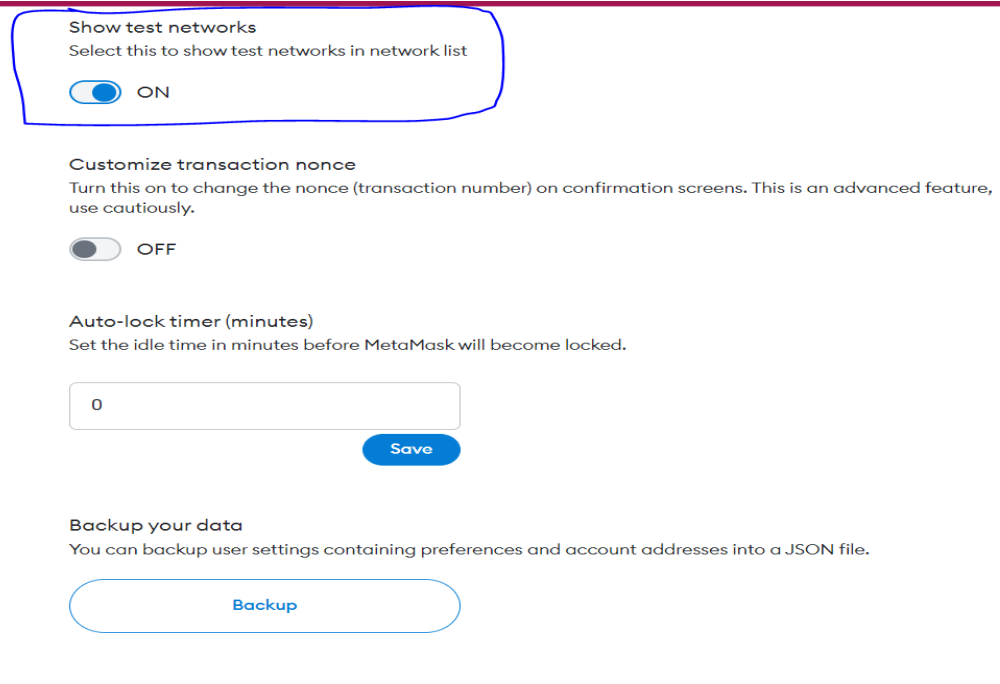 Show test networks
Select this to show test networks in network list
ON
Customize transaction nonce
Turn this on to change the nonce (transaction number) on confirmation screens. This is an advanced feature,
use cautiously.
OFF
Auto-lock timer (minutes)
Set the idle time in minutes before MetaMask will become locked.
0
Save
Backup your data
You can backup user settings containing preferences and account addresses into a JSON file.
Backup